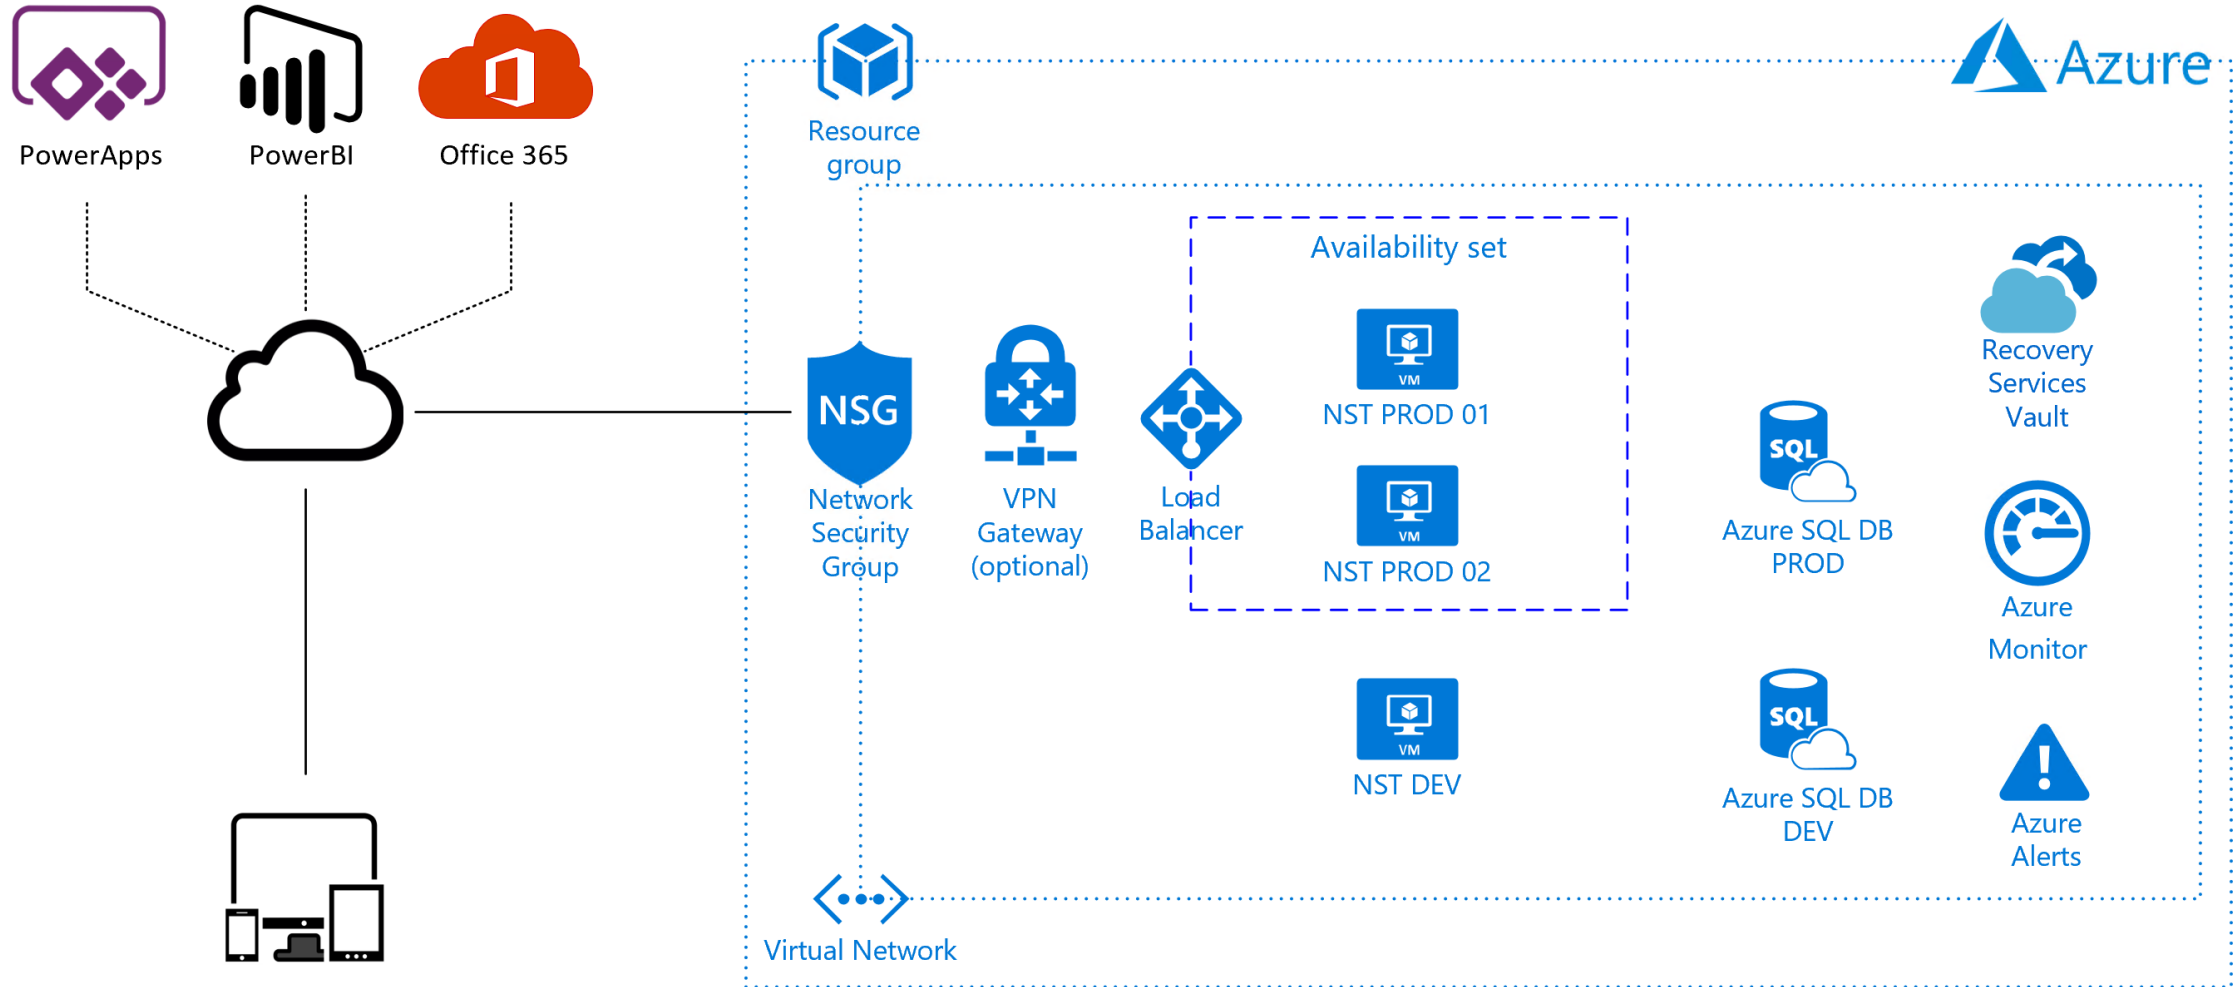 PowerApps
PowerBI
Office 365
Resource
group
Azure
Availability set
NSG
Network
Security
Group
VPN
Gateway
(optional)
Load
Balancer
VM
NST PROD 01
VM
NST PROD 02
VM
NST DEV
SQL
Azure SQL DB
PROD
SQL
Azure SQL DB
DEV
Recovery
Services
Vault
Azure
Monitor
Azure
Alerts
Virtual Network